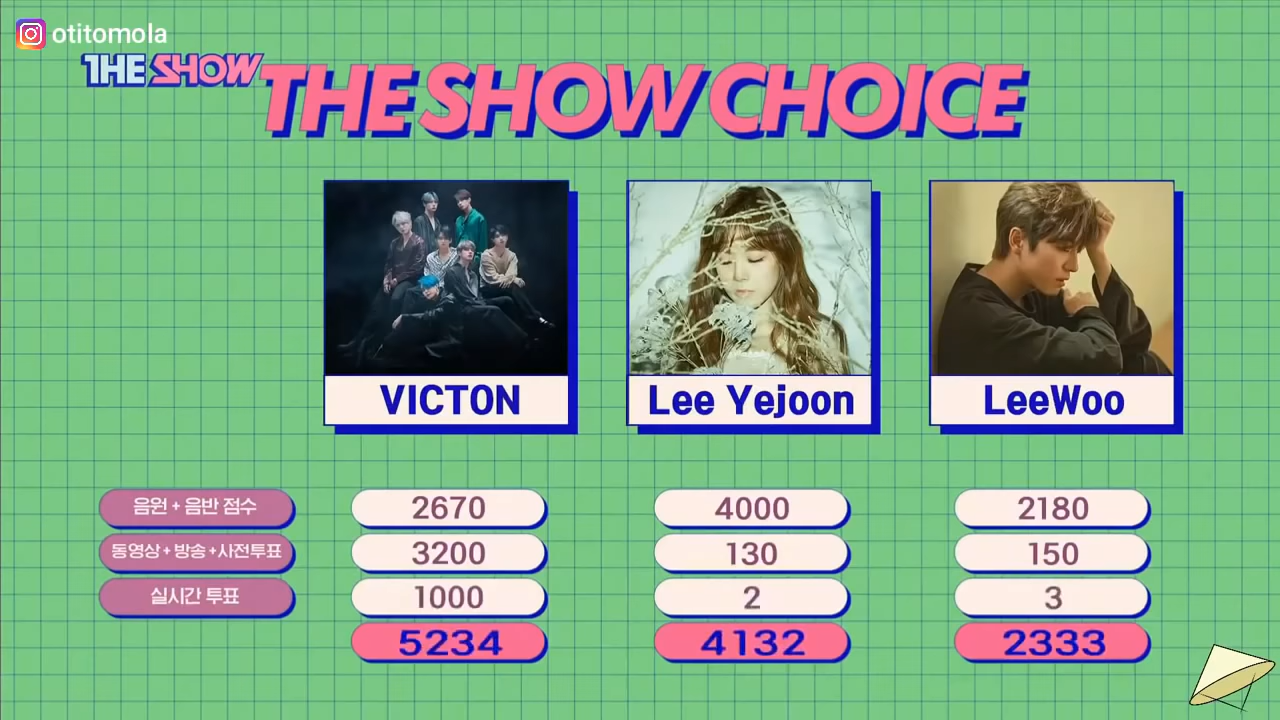 otitomola
THE SHOW
THE SHOW CHOICE
VICTON
Lee Yejoon
LeeWoo
음원 + 음반 점수 2670 4000 2180
동영상 + 방송 +사전투표 3200 130 150
실시간 투표 1000 2 3
5234 4132 2333